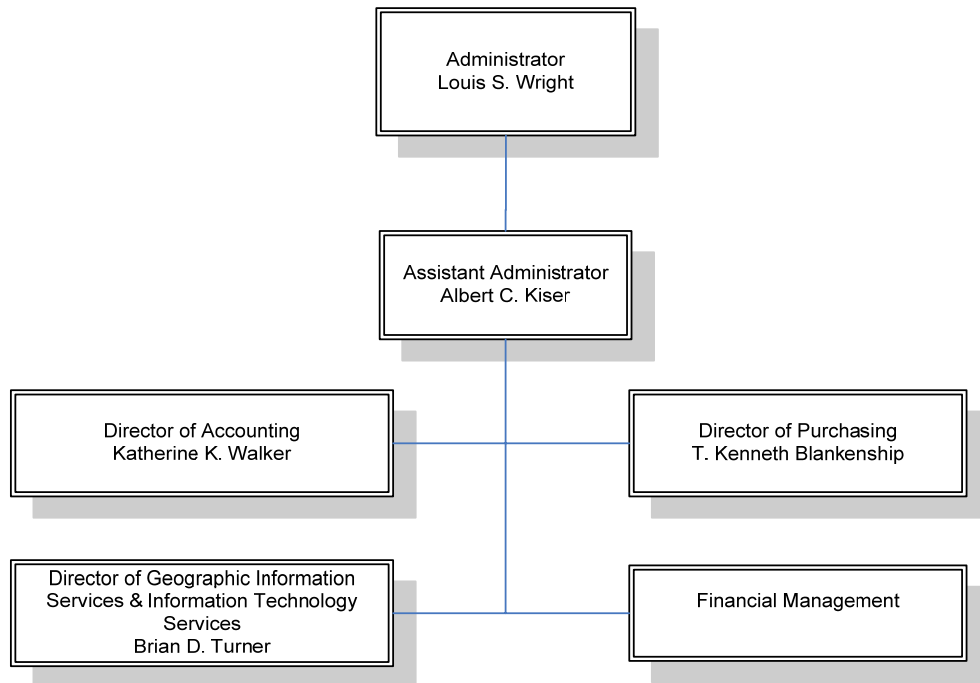 Administrator
Louis S. Wright
Assistant Administrator
Albert C. Kiser
Director of Accounting
Katherine K. Walker
Director of Purchasing
T. Kenneth Blankenship
Director of Geographic Information
Services & Information Technology
Services
Brian D. Turner
Financial Management